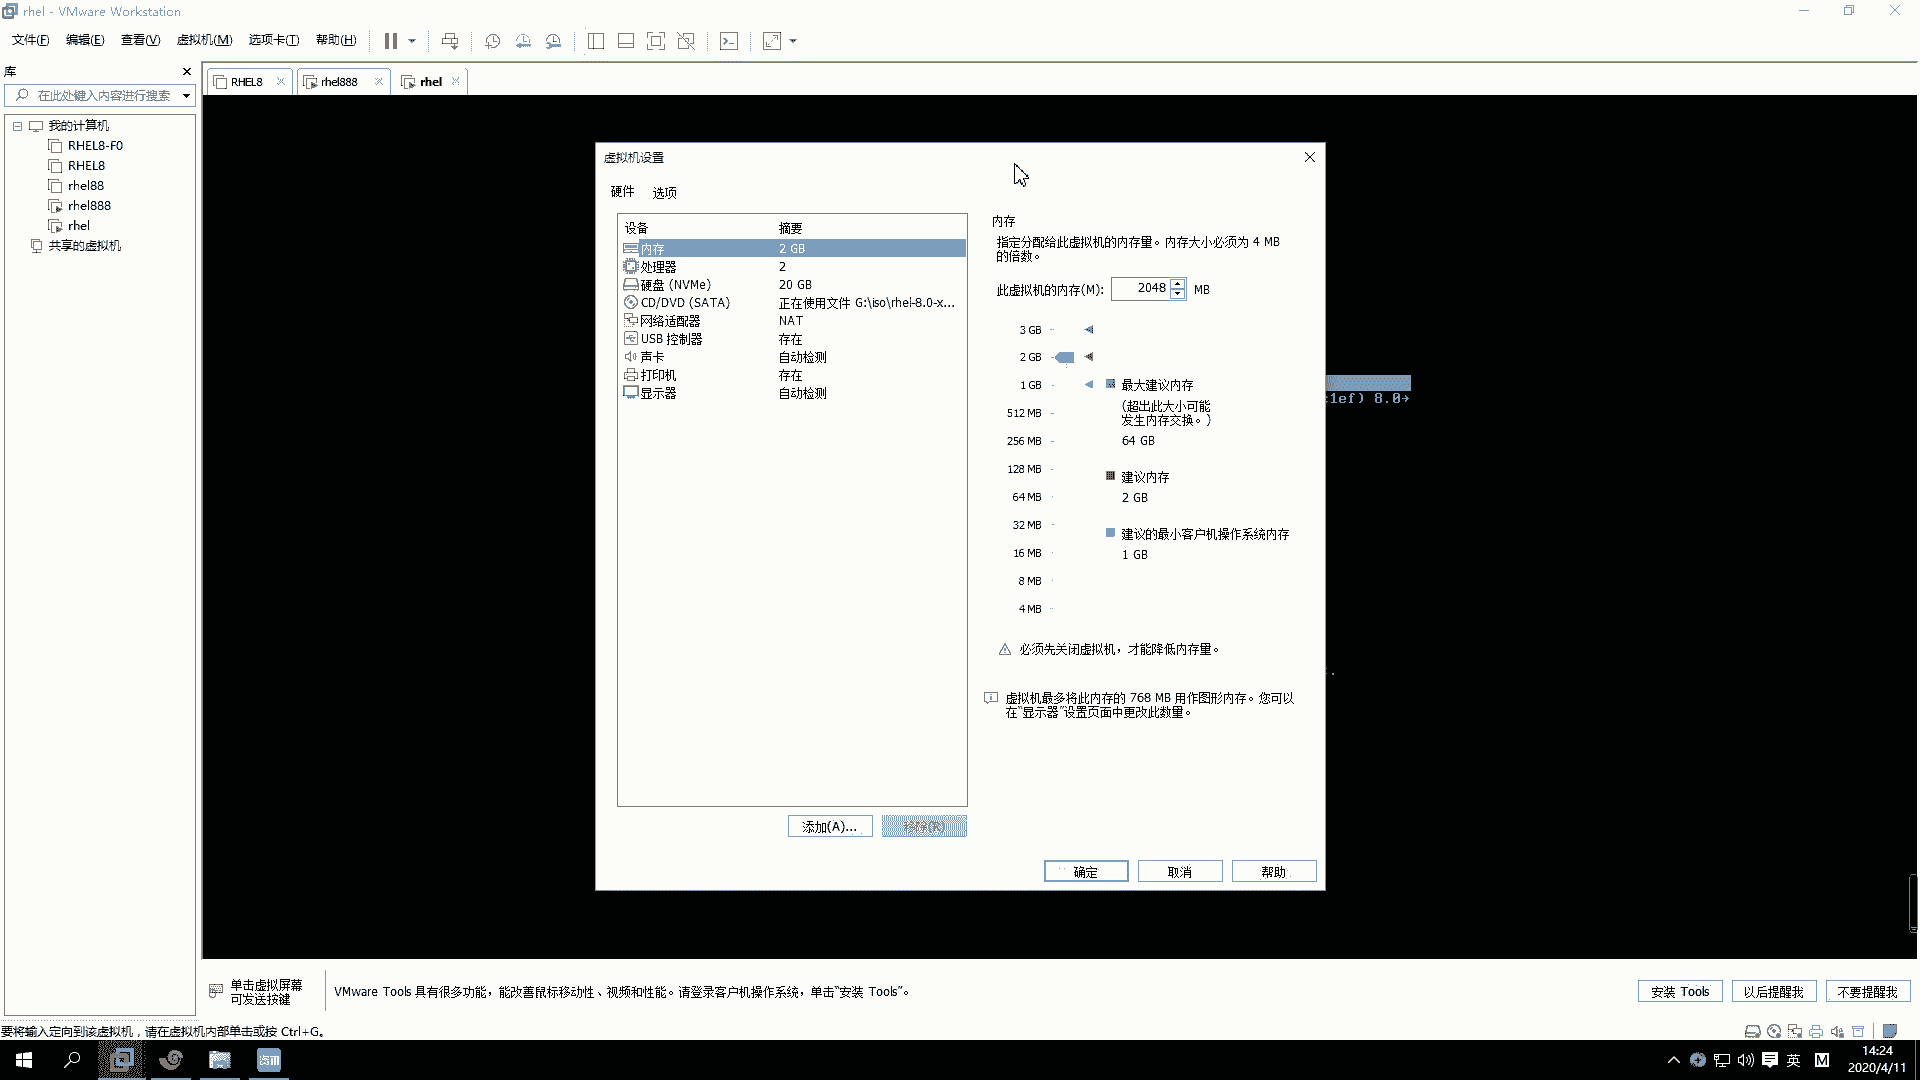 rhel - VMware Workstation
文件(F) 编辑(E) 查看(V) 虚拟机(M) 选项卡(T) 帮助(H)
库
在此处键入内容进行搜索
我的计算机
RHEL8-F0
RHEL8
rhel88
rhel888
rhel
共享的虚拟机
RHEL8
rhel888
rhel
虚拟机设置
硬件 选项
设备 摘要
内存 2 GB
处理器 2
硬盘 (NVMe) 20 GB
CD/DVD (SATA) 正在使用文件 G:\iso\rhel-8.0-x...
网络适配器 NAT
USB 控制器 存在
声卡 自动检测
打印机 存在
显示器 自动检测
添加(A)... 移除(R)
内存
指定分配给此虚拟机的内存量。内存大小必须为 4 MB
的倍数。
此虚拟机的内存(M): 2048 MB
3 GB
2 GB
1 GB
512 MB
256 MB
128 MB
64 MB
32 MB
16 MB
8 MB
4 MB
最大建议内存
(超出此大小可能
发生内存交换。)
64 GB
建议内存
2 GB
建议的最小客户机操作系统内存
1 GB
必须先关闭虚拟机，才能降低内存量。
虚拟机最多将此内存的 768 MB 用作图形内存。您可以
在“显示器”设置页面中更改此数量。
确定 取消 帮助
) 8.0→
单击虚拟屏幕
可发送按键
VMware Tools 具有很多功能，能改善鼠标移动性、视频和性能。请登录客户机操作系统，单击“安装 Tools”。
安装 Tools 以后提醒我 不要提醒我
要将输入定向到该虚拟机，请在虚拟机内部单击或按 Ctrl+G。
英 M
14:24
2020/4/11